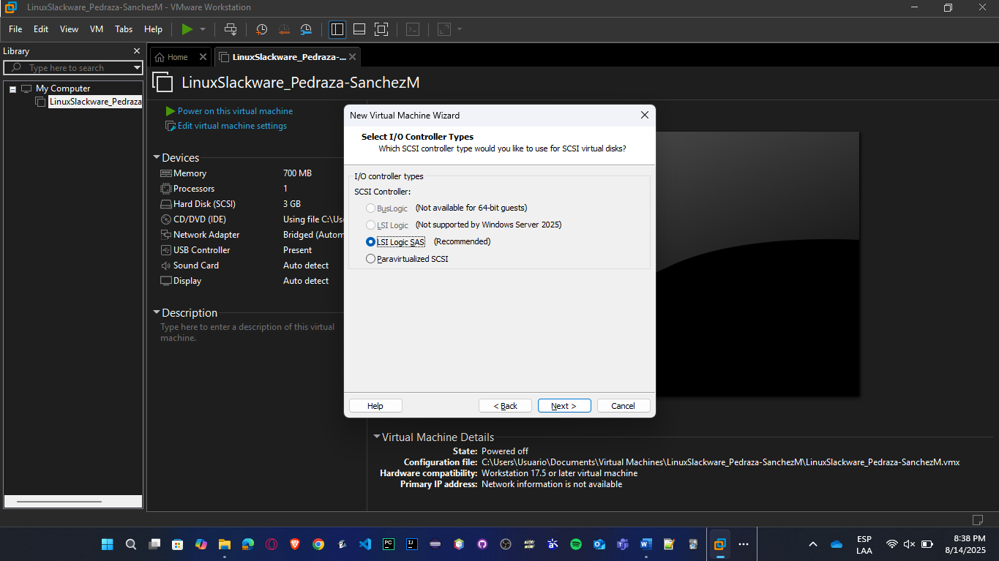 LinuxSlackware_Pedraza-SanchezM - VMware Workstation
File Edit View VM Tabs Help
Library
Type here to search
My Computer
LinuxSlackware_Pedraza
Home
LinuxSlackware_Pedraza-...
LinuxSlackware_Pedraza-SanchezM
Power on this virtual machine
Edit virtual machine settings
Devices
Memory 700 MB
Processors 1
Hard Disk (SCSI) 3 GB
CD/DVD (IDE) Using file C:\Us
Network Adapter Bridged (Autom
USB Controller Present
Sound Card Auto detect
Display Auto detect
Description
Type here to enter a description of this virtual
machine.
New Virtual Machine Wizard
Select I/O Controller Types
Which SCSI controller type would you like to use for SCSI virtual disks?
I/O controller types
SCSI Controller:
BusLogic (Not available for 64-bit guests)
LSI Logic (Not supported by Windows Server 2025)
LSI Logic SAS (Recommended)
Paravirtualized SCSI
Help < Back Next > Cancel
Virtual Machine Details
State: Powered off
Configuration file: C:\Users\Usuario\Documents\Virtual Machines\LinuxSlackware_Pedraza-SanchezM\LinuxSlackware_Pedraza-SanchezM.vmx
Hardware compatibility: Workstation 17.5 or later virtual machine
Primary IP address: Network information is not available
PC
IJ
ESP
LAA
8:38 PM
8/14/2025